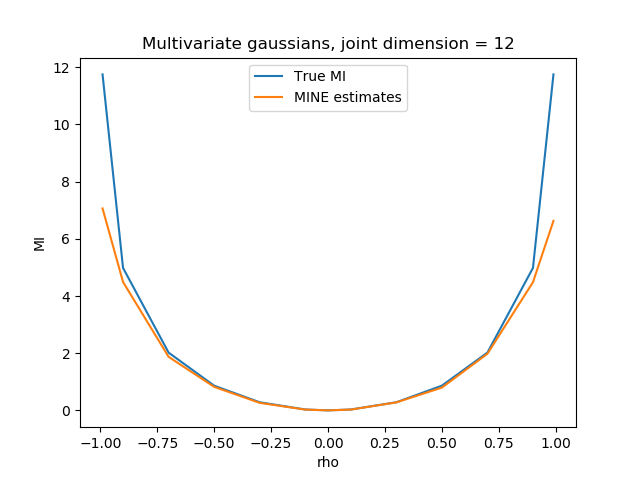 Multivariate gaussians, joint dimension = 12
True MI
MINE estimates
MI
12
10
8
6
4
2
0
−1.00 −0.75 −0.50 −0.25 0.00 0.25 0.50 0.75 1.00
rho